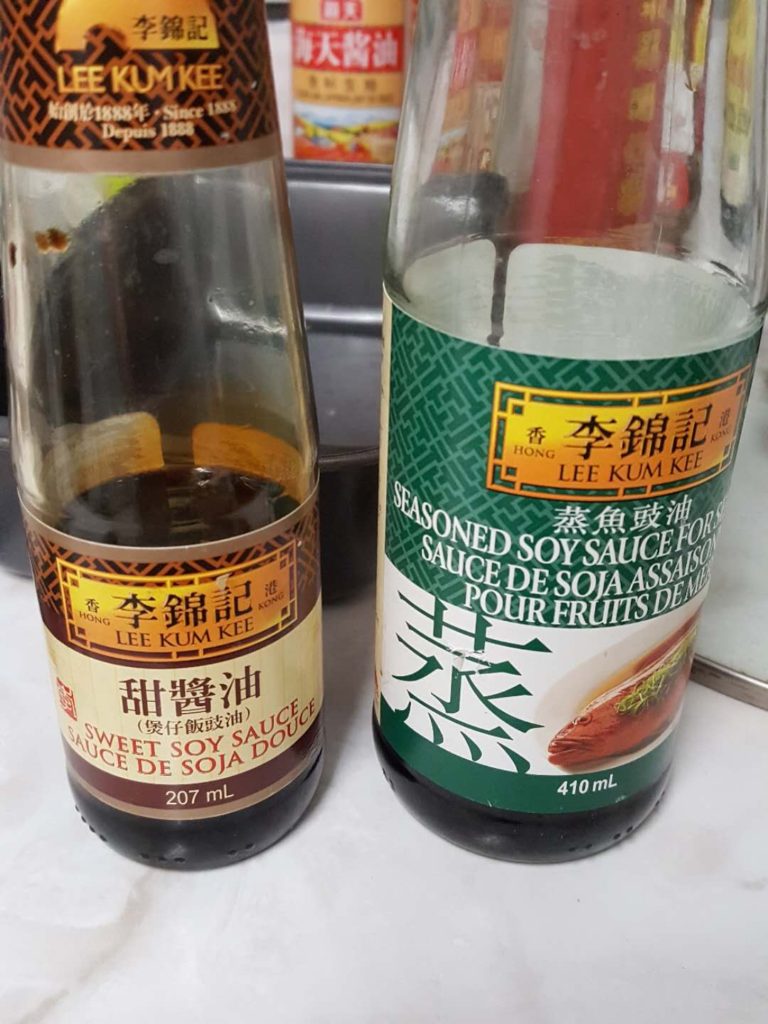 李錦記
LEE KUM KEE
始創於1888年·Since 1888
Depuis 1888
香 李錦記 港
HONG KONG
LEE KUM KEE
甜醬油
(煲仔飯豉油)
SWEET SOY SAUCE
SAUCE DE SOJA DOUCE
207 mL
海天酱油
香 李錦記 港
HONG KONG
LEE KUM KEE
蒸魚豉油
SEASONED SOY SAUCE FOR
SAUCE DE SOJA
POUR FRUITS DE
蒸
410 mL